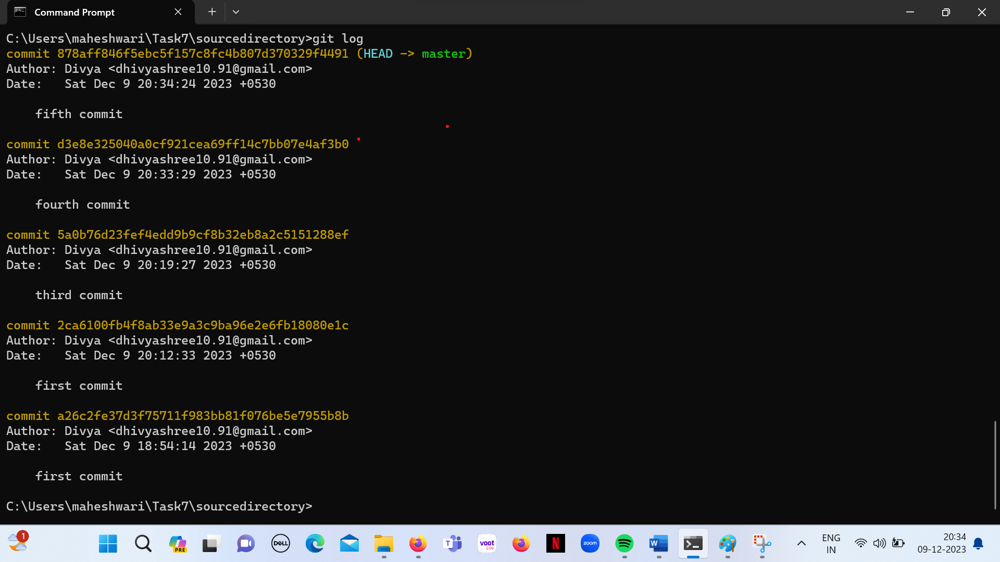 Command Prompt
C:\Users\maheshwari\Task7\sourcedirectory>git log
commit 878aff846f5ebc5f157c8fc4b807d370329f4491 (HEAD -> master)
Author: Divya <dhivyashree10.91@gmail.com>
Date:   Sat Dec 9 20:34:24 2023 +0530
fifth commit
commit d3e8e325040a0cf921cea69ff14c7bb07e4af3b0
Author: Divya <dhivyashree10.91@gmail.com>
Date:   Sat Dec 9 20:33:29 2023 +0530
fourth commit
commit 5a0b76d23fef4edd9b9cf8b32eb8a2c5151288ef
Author: Divya <dhivyashree10.91@gmail.com>
Date:   Sat Dec 9 20:19:27 2023 +0530
third commit
commit 2ca6100fb4f8ab33e9a3c9ba96e2e6fb18080e1c
Author: Divya <dhivyashree10.91@gmail.com>
Date:   Sat Dec 9 20:12:33 2023 +0530
first commit
commit a26c2fe37d3f75711f983bb81f076be5e7955b8b
Author: Divya <dhivyashree10.91@gmail.com>
Date:   Sat Dec 9 18:54:14 2023 +0530
first commit
C:\Users\maheshwari\Task7\sourcedirectory>
1
PRE
DELL
T
voot
Lite
N
zoom
W
ENG
IN
20:34
09-12-2023